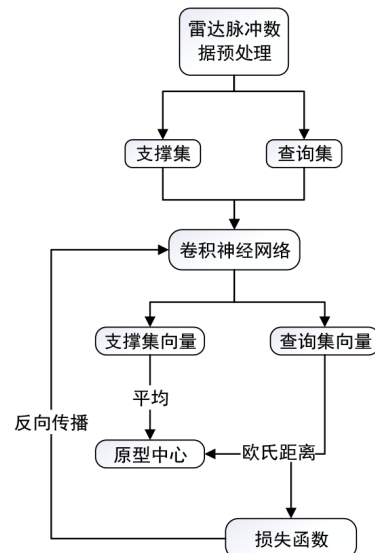 雷达脉冲数
据预处理
支撑集
查询集
卷积神经网络
支撑集向量
查询集向量
平均
反向传播
原型中心
欧氏距离
损失函数